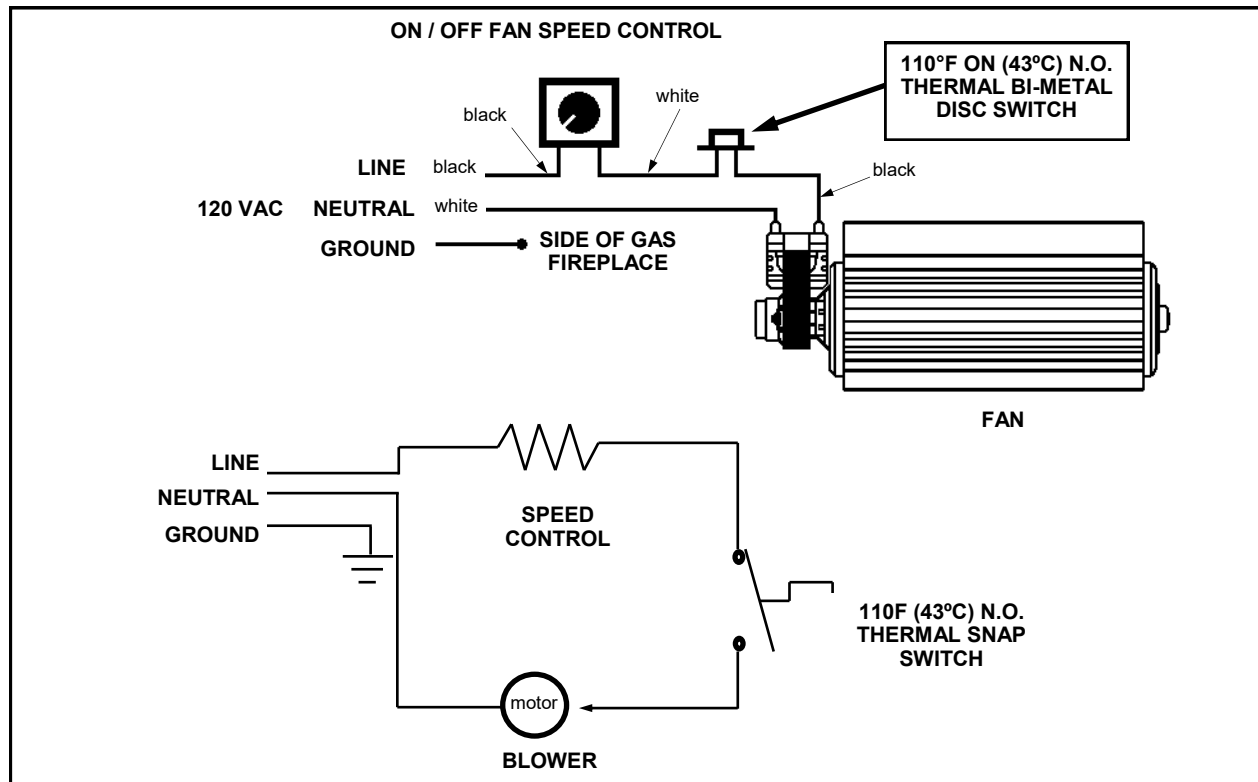 ON / OFF FAN SPEED CONTROL
110°F ON (43ºC) N.O.
THERMAL BI-METAL
DISC SWITCH
white
black
LINE black
black
120 VAC NEUTRAL white
GROUND
SIDE OF GAS
FIREPLACE
FAN
LINE
NEUTRAL
GROUND
SPEED
CONTROL
110F (43ºC) N.O.
THERMAL SNAP
SWITCH
motor
BLOWER